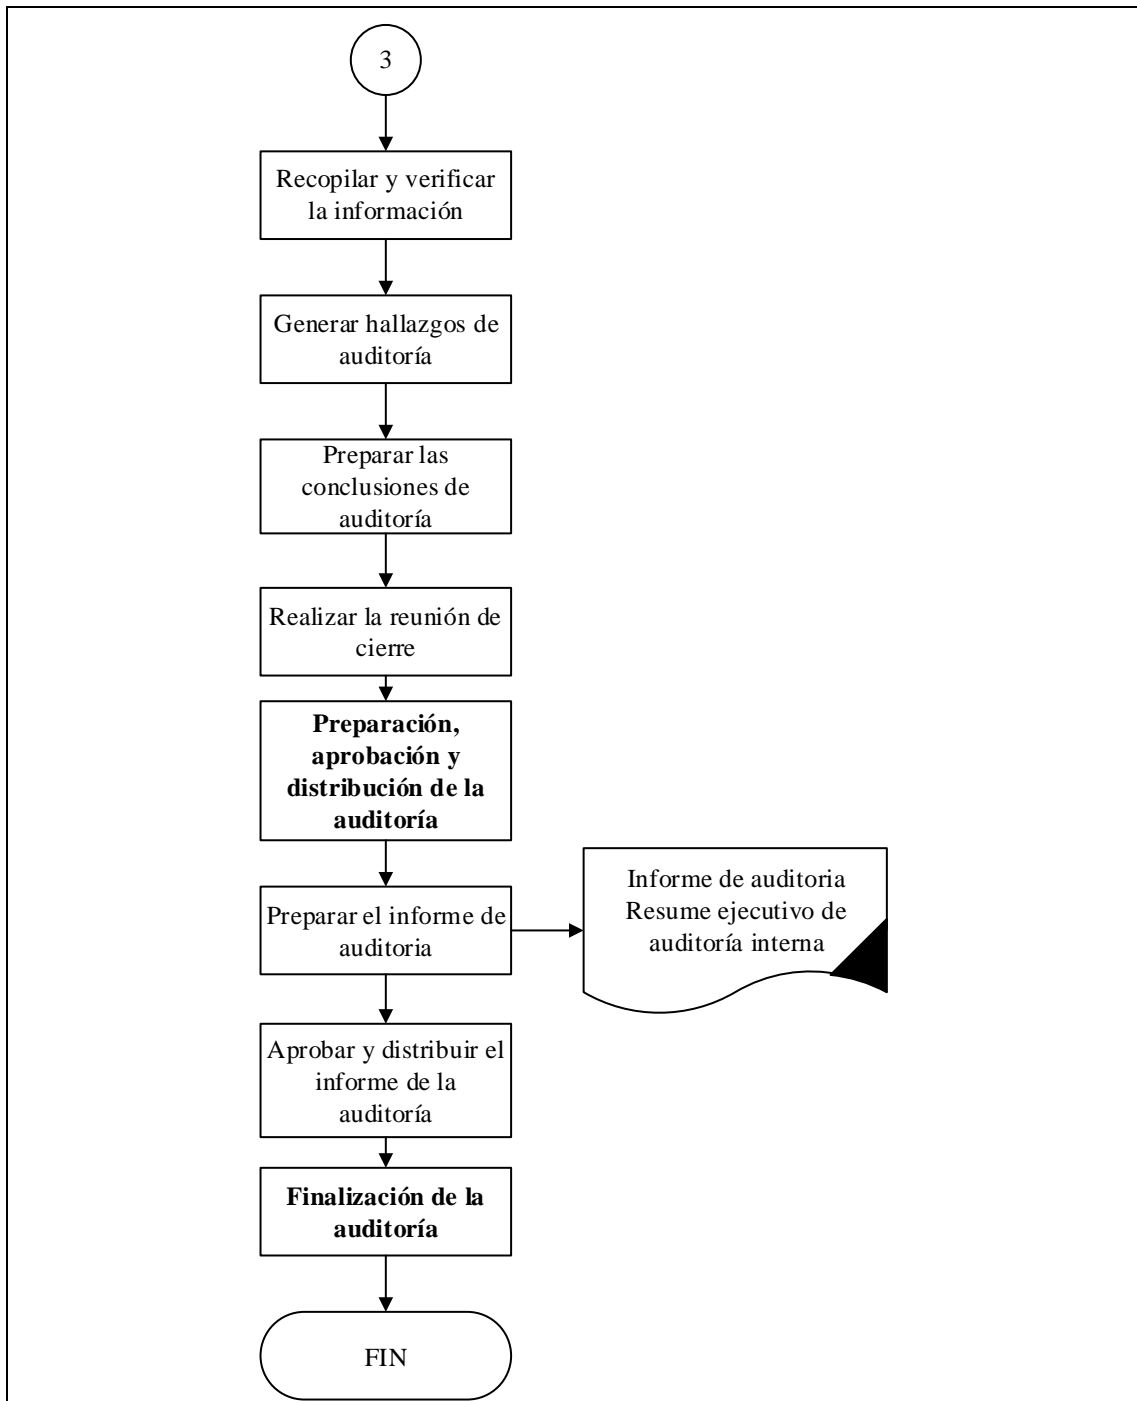 3
Recopilar y verificar
la información
Generar hallazgos de
auditoría
Preparar las
conclusiones de
auditoría
Realizar la reunión de
cierre
Preparación,
aprobación y
distribución de la
auditoría
Preparar el informe de
auditoria
Informe de auditoria
Resume ejecutivo de
auditoría interna
Aprobar y distribuir el
informe de la
auditoría
Finalización de la
auditoría
FIN